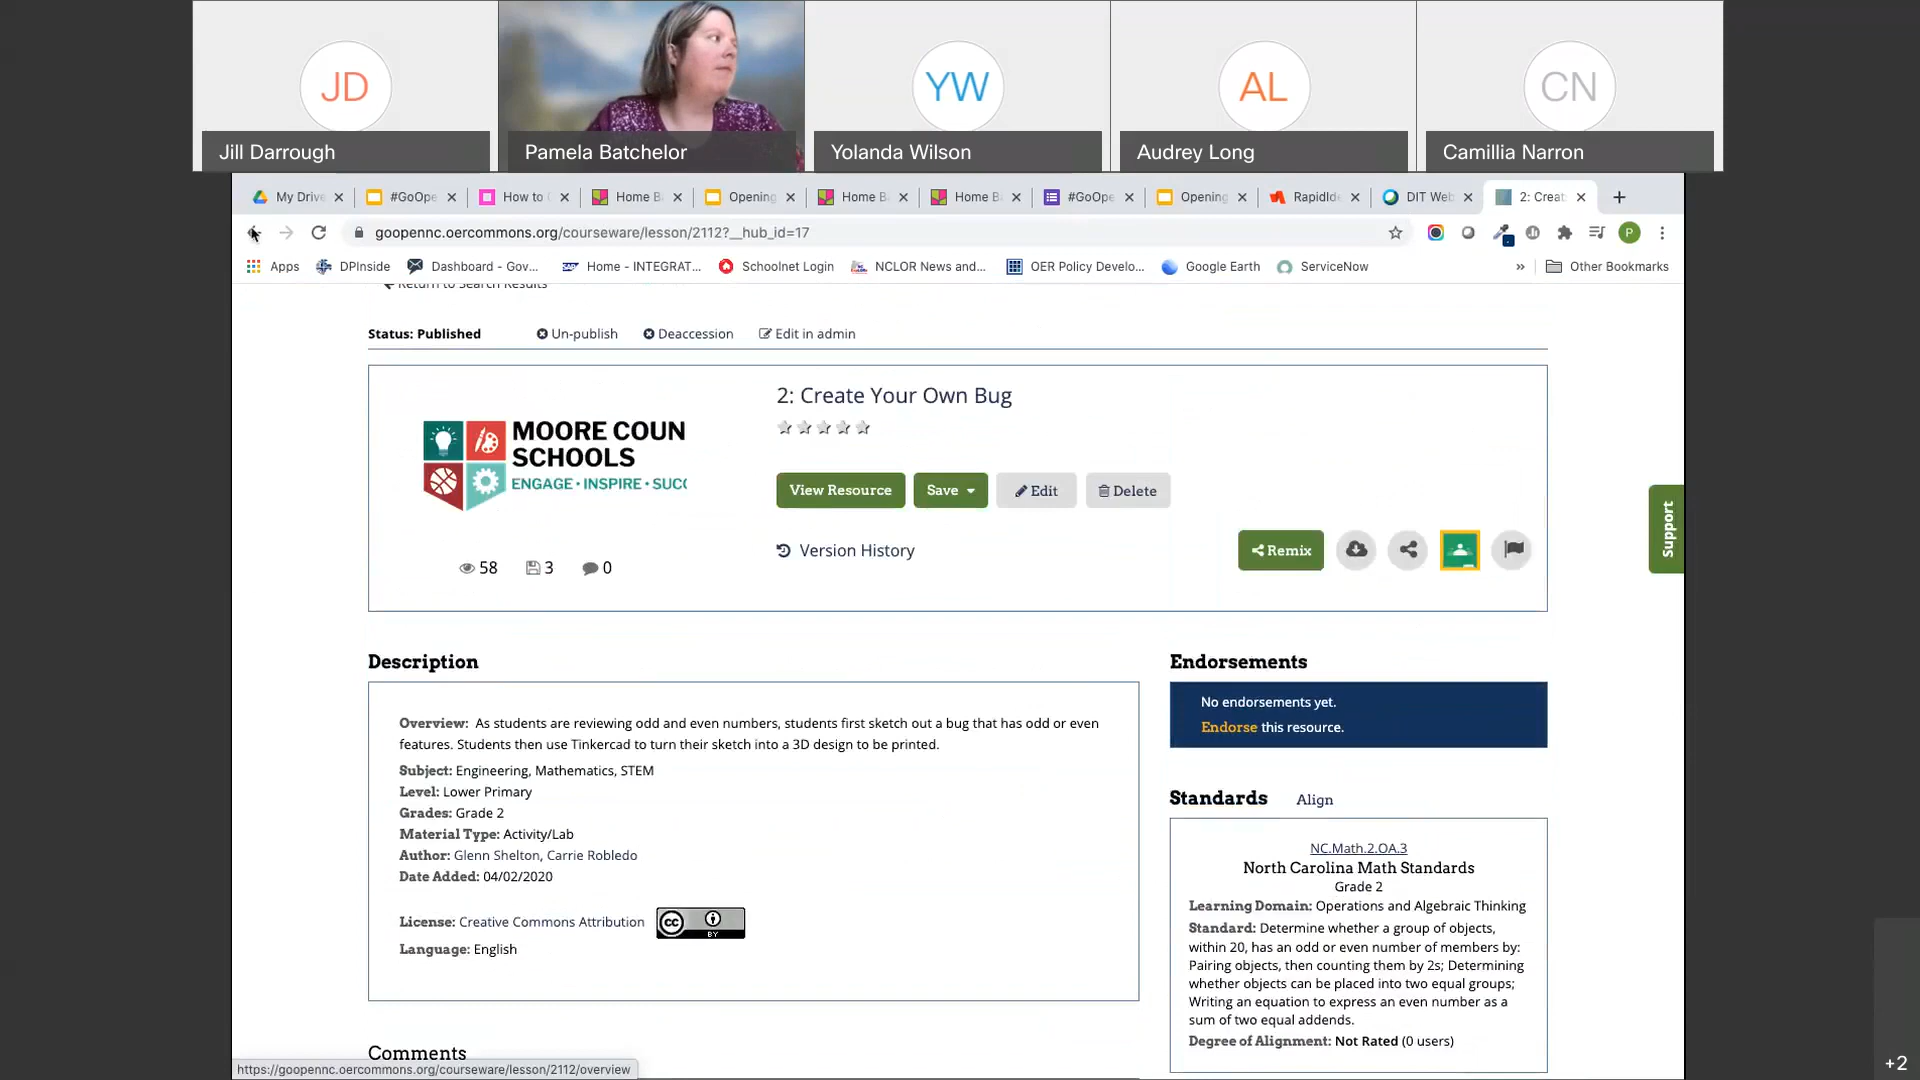 JD
YW
AL
CN
Jill Darrough
Pamela Batchelor
Yolanda Wilson
Audrey Long
Camillia Narron
My Drive
#GoOpe
How to
Home B
Opening
Home B
Home B
#GoOpe
Opening
RapidIde
DIT Web
2: Creat
goopennc.oercommons.org/courseware/lesson/2112?__hub_id=17
P
Apps
DPInside
Dashboard - Gov...
Home - INTEGRAT...
Schoolnet Login
NCLOR News and...
OER Policy Develo...
Google Earth
ServiceNow
»
Other Bookmarks
Return to Search Results
Status: Published
Un-publish
Deaccession
Edit in admin
MOORE COUN
SCHOOLS
ENGAGE • INSPIRE • SUCC
58
3
0
2: Create Your Own Bug
View Resource
Save
Edit
Delete
Version History
Remix
Support
Description
Overview: As students are reviewing odd and even numbers, students first sketch out a bug that has odd or even
features. Students then use Tinkercad to turn their sketch into a 3D design to be printed.
Subject: Engineering, Mathematics, STEM
Level: Lower Primary
Grades: Grade 2
Material Type: Activity/Lab
Author: Glenn Shelton, Carrie Robledo
Date Added: 04/02/2020
License: Creative Commons Attribution
cc
BY
Language: English
Comments
Endorsements
No endorsements yet.
Endorse this resource.
Standards
Align
NC.Math.2.OA.3
North Carolina Math Standards
Grade 2
Learning Domain: Operations and Algebraic Thinking
Standard: Determine whether a group of objects,
within 20, has an odd or even number of members by:
Pairing objects, then counting them by 2s; Determining
whether objects can be placed into two equal groups;
Writing an equation to express an even number as a
sum of two equal addends.
Degree of Alignment: Not Rated (0 users)
https://goopennc.oercommons.org/courseware/lesson/2112/overview
+2